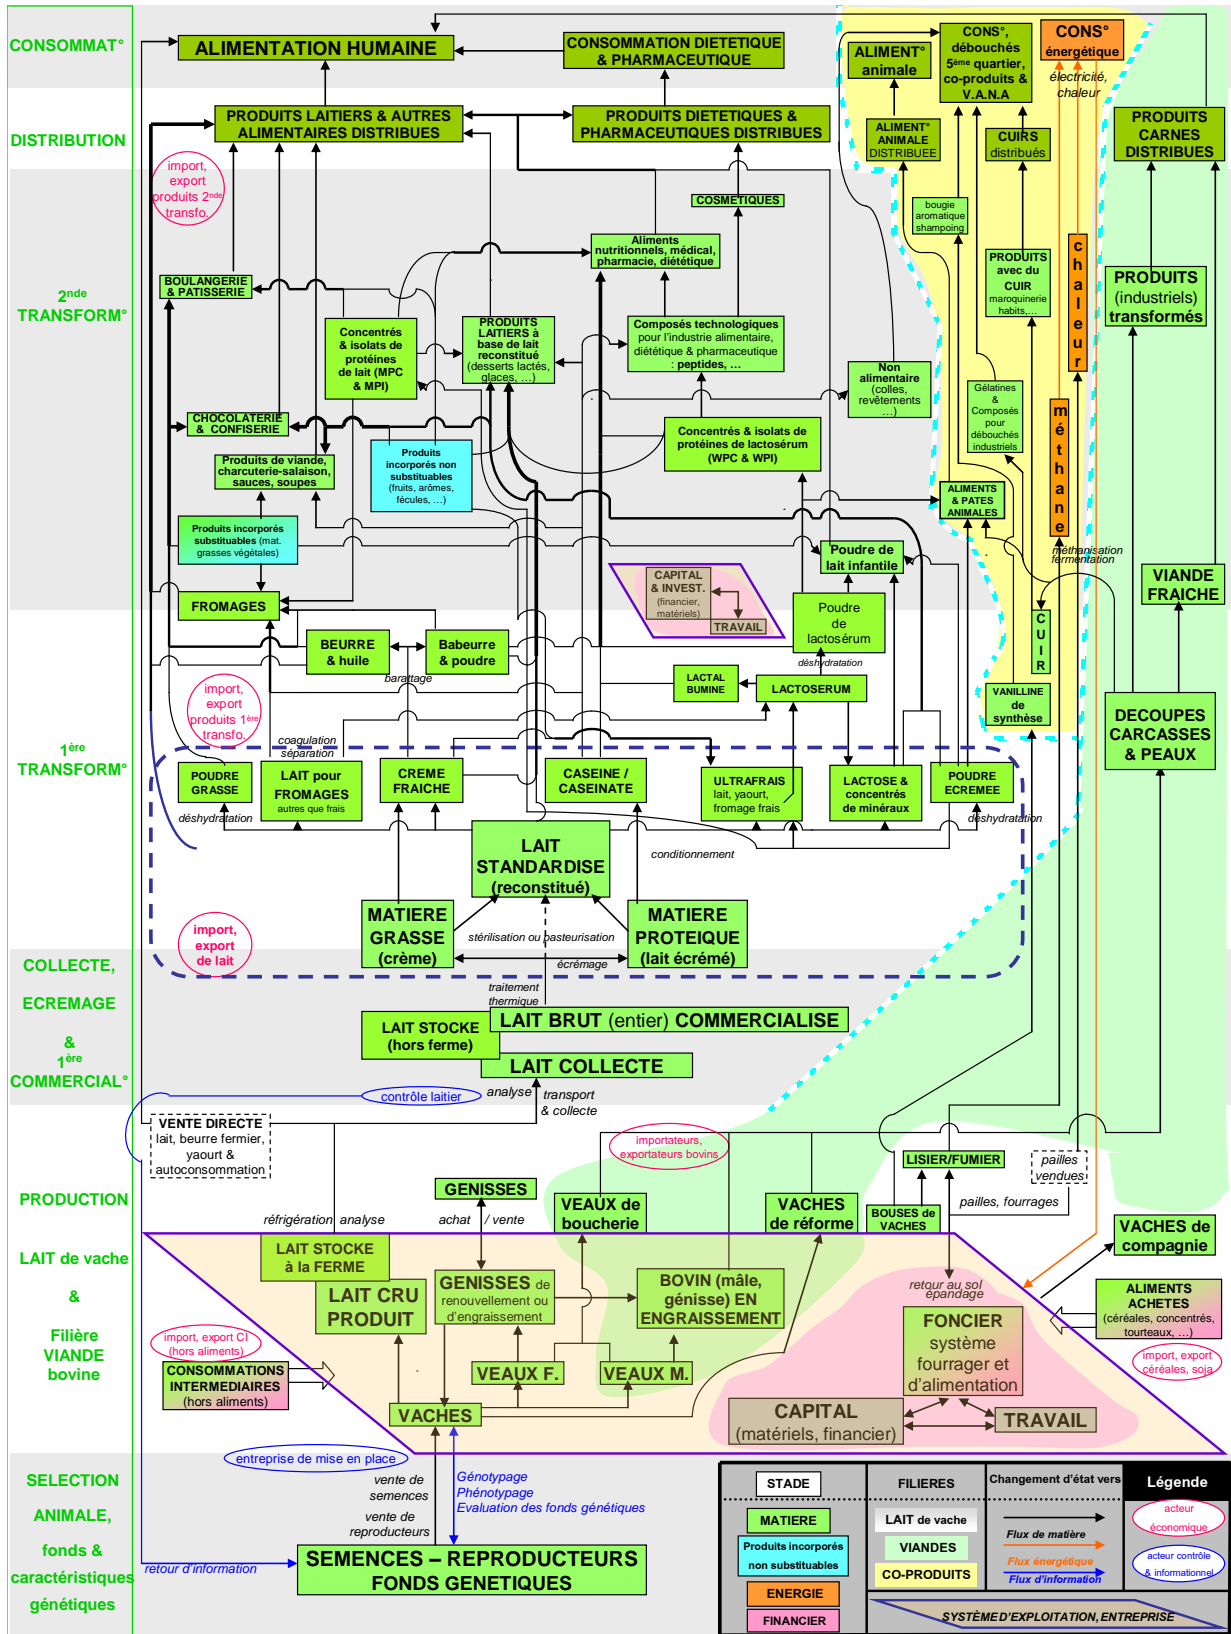 CONSOMMAT°
ALIMENTATION HUMAINE
CONSOMMATION DIETETIQUE
& PHARMACEUTIQUE
ALIMENT°
animale
CONS°,
débouchés
5ème quartier,
co-produits &
V.A.N.A
CONS°
énergétique
électricité,
chaleur
DISTRIBUTION
PRODUITS LAITIERS & AUTRES
ALIMENTAIRES DISTRIBUES
PRODUITS DIETETIQUES &
PHARMACEUTIQUES DISTRIBUES
ALIMENT°
ANIMALE
DISTRIBUEE
CUIRS
distribués
PRODUITS
CARNES
DISTRIBUES
import,
export
produits 2nde
transfo.
COSMETIQUES
bougie
aromatique
shampoing
2nde
TRANSFORM°
Aliments
nutritionnels, médical,
pharmacie, diététique
BOULANGERIE
& PATISSERIE
PRODUITS
avec du
CUIR
maroquinerie
habits,...
chaleur
PRODUITS
(industriels)
transformés
Concentrés
& isolats de
protéines
de lait (MPC
& MPI)
PRODUITS
LAITIERS à
base de lait
reconstitué
(desserts lactés,
glaces, ...)
Composés technologiques
pour l'industrie alimentaire,
diététique & pharmaceutique
: peptides, ...
Non
alimentaire
(colles,
revêtements
...)
Gélatines
&
Composés
pour
débouchés
industriels
méthane
CHOCOLATERIE
& CONFISERIE
Concentrés & isolats de
protéines de lactosérum
(WPC & WPI)
Produits de viande,
charcuterie-salaison,
sauces, soupes
Produits
incorporés non
substituables
(fruits, arômes,
fécules, ...)
ALIMENTS
& PATES
ANIMALES
Produits incorporés
substituables (mat.
grasses végétales)
Poudre de
lait infantile
méthanisation
fermentation
CAPITAL
& INVEST.
(financier,
matériels)
TRAVAIL
VIANDE
FRAICHE
FROMAGES
Poudre
de
lactosérum
CUIR
BEURRE
& huile
Babeurre
& poudre
barattage
déshydratation
import,
export
produits 1ère
transfo.
LACTAL
BUMINE
LACTOSERUM
VANILLINE
de
synthèse
DECOUPES
CARCASSES
& PEAUX
1ère
TRANSFORM°
coagulation
séparation
POUDRE
GRASSE
LAIT pour
FROMAGES
autres que frais
CREME
FRAICHE
CASEINE /
CASEINATE
ULTRAFRAIS
lait, yaourt,
fromage frais
LACTOSE &
concentrés
de minéraux
POUDRE
ECREMEE
déshydratation
déshydratation
LAIT
STANDARDISE
(reconstitué)
conditionnement
MATIERE
GRASSE
(crème)
MATIERE
PROTEIQUE
(lait écrémé)
stérilisation ou pasteurisation
écrémage
import,
export
de lait
COLLECTE,
ECREMAGE
&
1ère
COMMERCIAL°
traitement
thermique
LAIT BRUT (entier) COMMERCIALISE
LAIT STOCKE
(hors ferme)
LAIT COLLECTE
contrôle laitier
analyse
transport
& collecte
VENTE DIRECTE
lait, beurre fermier,
yaourt &
autoconsommation
importateurs,
exportateurs bovins
LISIER/FUMIER
pailles
vendues
PRODUCTION
LAIT de vache
&
Filière
VIANDE
bovine
GENISSES
VEAUX de
boucherie
VACHES
de réforme
BOUSES de
VACHES
pailles, fourrages
réfrigération
analyse
achat
/ vente
VACHES de
compagnie
LAIT STOCKE
à la FERME
LAIT CRU
PRODUIT
GENISSES de
renouvellement ou
d'engraissement
BOVIN (mâle,
génisse) EN
ENGRAISSEMENT
retour au sol
épandage
FONCIER
système
fourrager et
d'alimentation
ALIMENTS
ACHETES
(céréales, concentrés,
tourteaux, ...)
import, export CI
(hors aliments)
import, export
céréales, soja
CONSOMMATIONS
INTERMEDIAIRES
(hors aliments)
VEAUX F.
VEAUX M.
VACHES
CAPITAL
(matériels, financier)
TRAVAIL
entreprise de mise en place
SELECTION
ANIMALE,
fonds &
caractéristiques
génétiques
vente de
semences
vente de
reproducteurs
Génotypage
Phénotypage
Evaluation des fonds génétiques
retour d'information
SEMENCES – REPRODUCTEURS
FONDS GENETIQUES
STADE
FILIERES
Changement d'état vers
Légende
MATIERE
Produits incorporés
non substituables
ENERGIE
FINANCIER
LAIT de vache
VIANDES
CO-PRODUITS
Flux de matière
Flux énergétique
Flux d'information
acteur
économique
acteur contrôle
& informationnel
SYSTÈME D'EXPLOITATION, ENTREPRISE